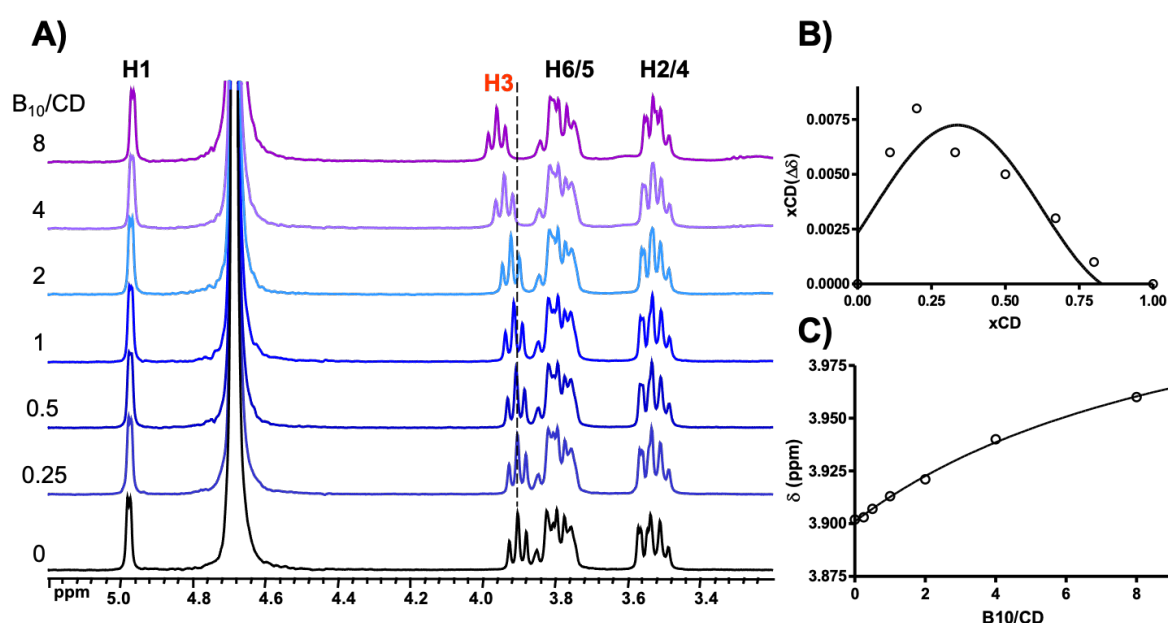 A)
H1
H3
H6/5
H2/4
B10/CD
8
4
2
1
0.5
0.25
0
ppm
5.0
4.8
4.6
4.4
4.2
4.0
3.8
3.6
3.4
B)
xCD(Δδ)
0.0075
0.0050
0.0025
0.0000
0.00
0.25
0.50
0.75
1.00
xCD
C)
δ (ppm)
3.975
3.950
3.925
3.900
3.875
0
2
4
6
8
B10/CD